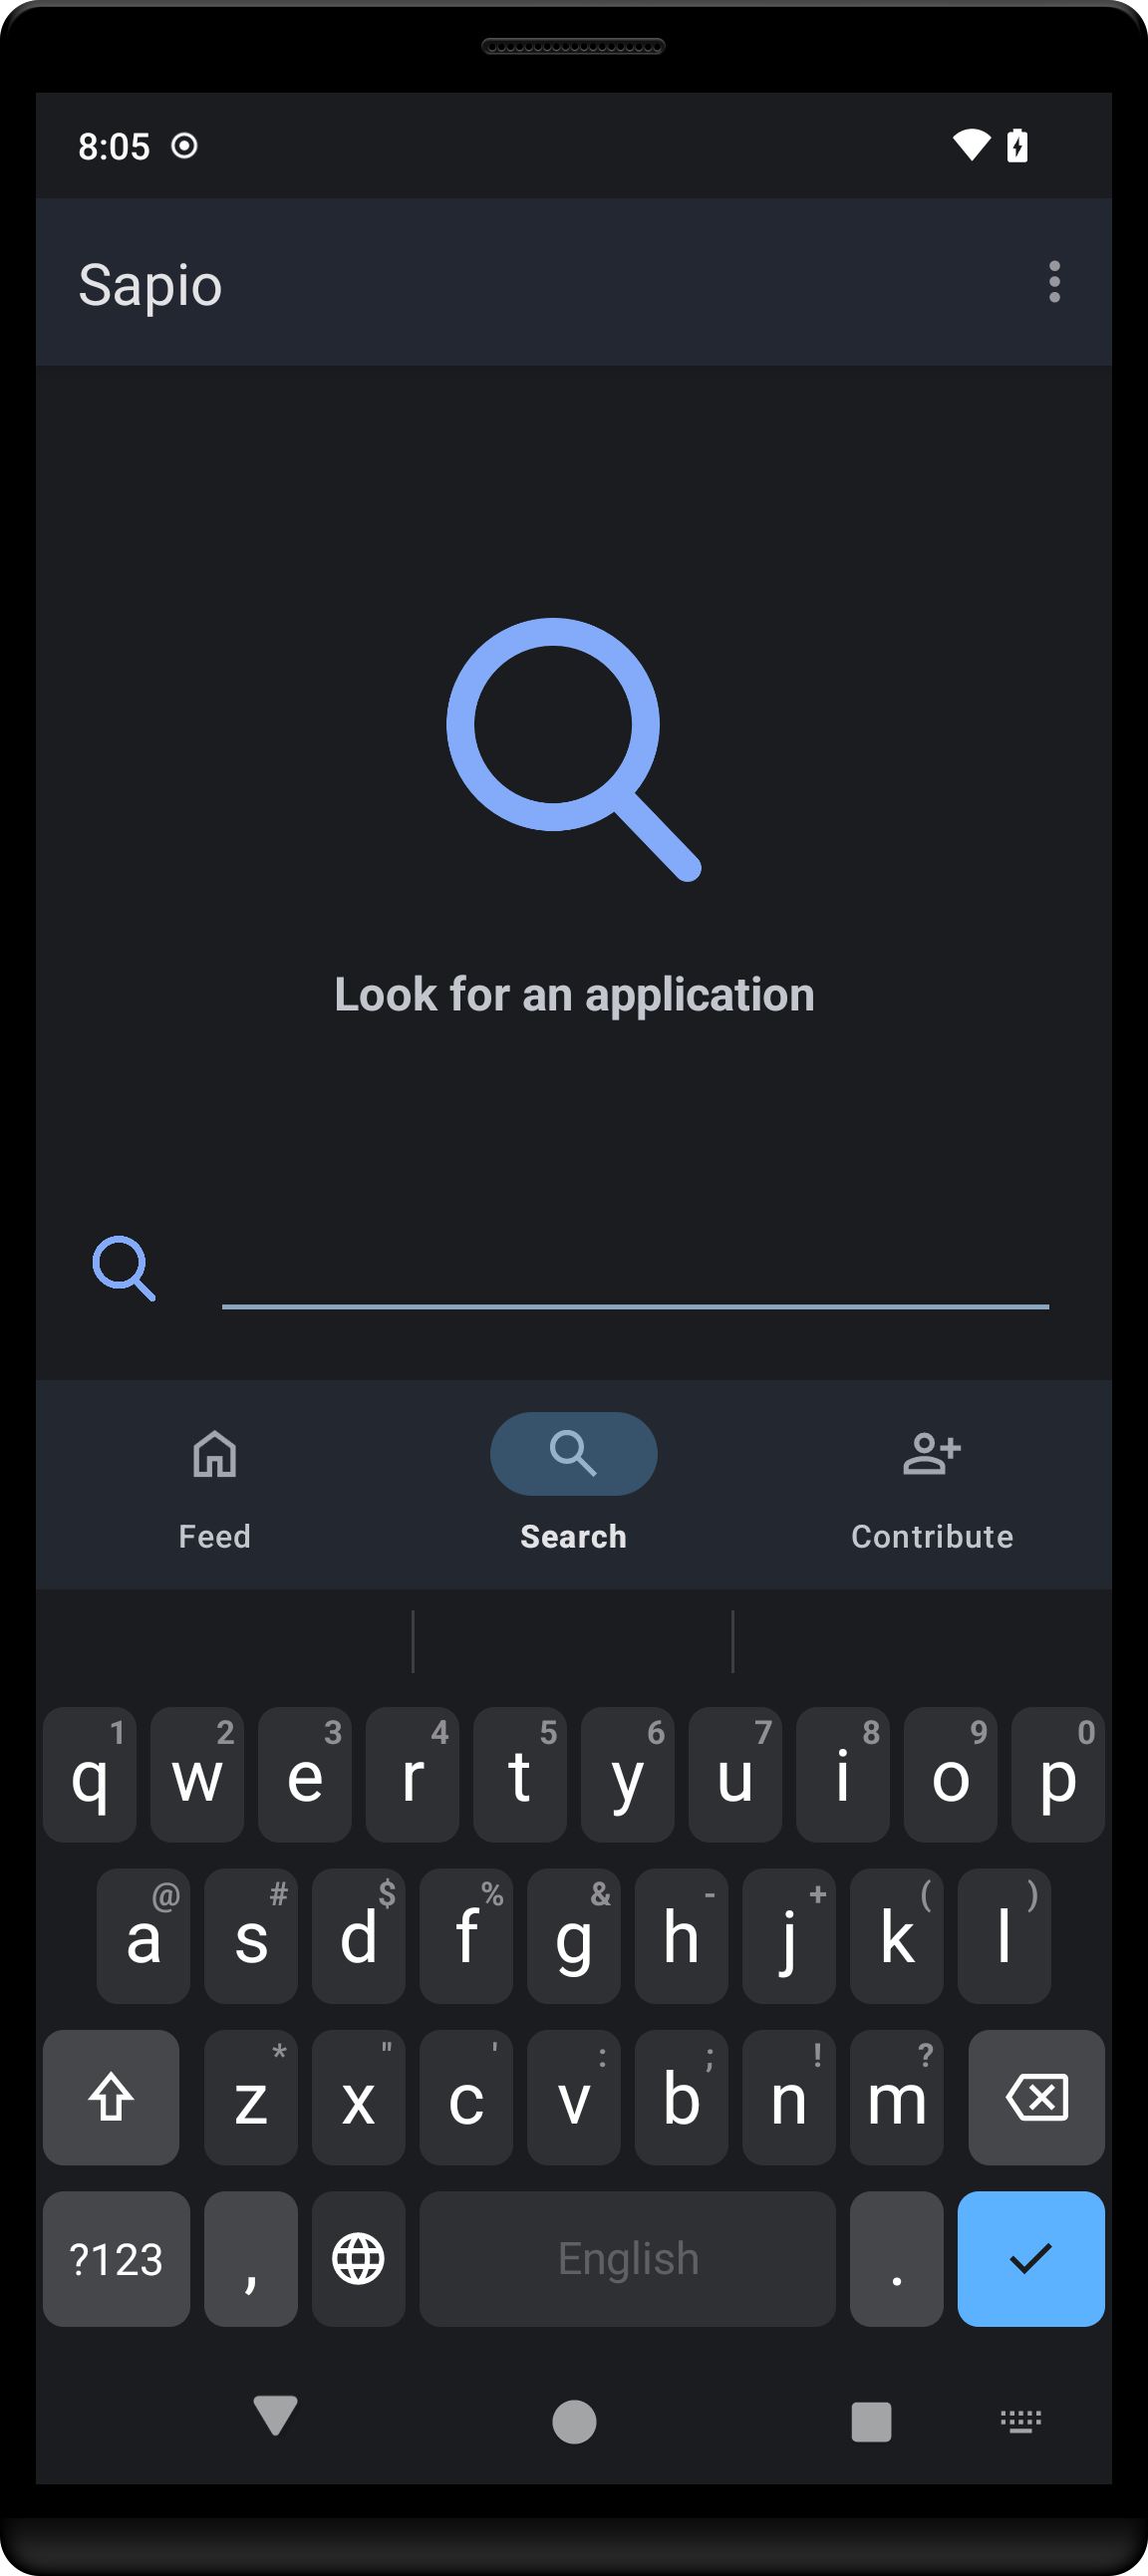 8:05
Sapio
Look for an application
Feed Search Contribute
1 2 3 4 5 6 7 8 9 0
q w e r t y u i o p
@ # $ % & - + ( )
a s d f g h j k l
* " ' : ; ! ?
z x c v b n m
?123 , English .